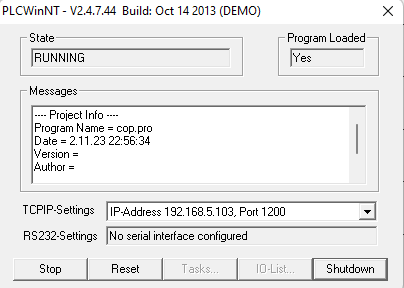 PLCWinNT - V2.4.7.44 Build: Oct 14 2013 (DEMO)
State
RUNNING
Program Loaded
Yes
Messages
---- Project Info ----
Program Name = cop.pro
Date = 2.11.23 22:56:34
Version =
Author =
TCPIP-Settings
IP-Address 192.168.5.103, Port 1200
RS232-Settings
No serial interface configured
Stop
Reset
Tasks...
IO-List...
Shutdown